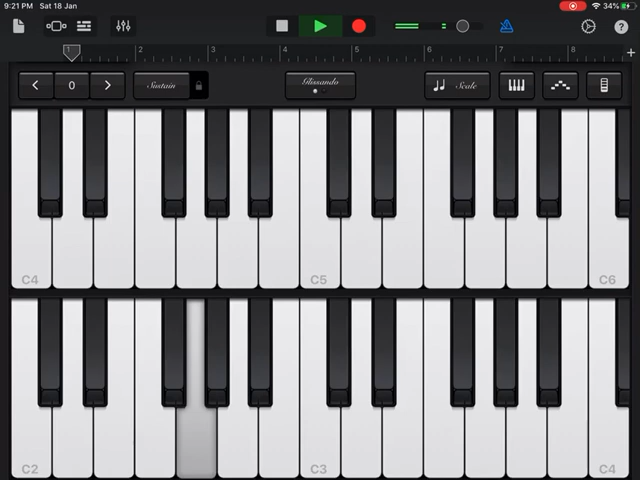 9:21 PM Sat 18 Jan 34%
1 2 3 4 5 6 7 8
0 Sustain Glissando Scale
C4 C5 C6
C2 C3 C4